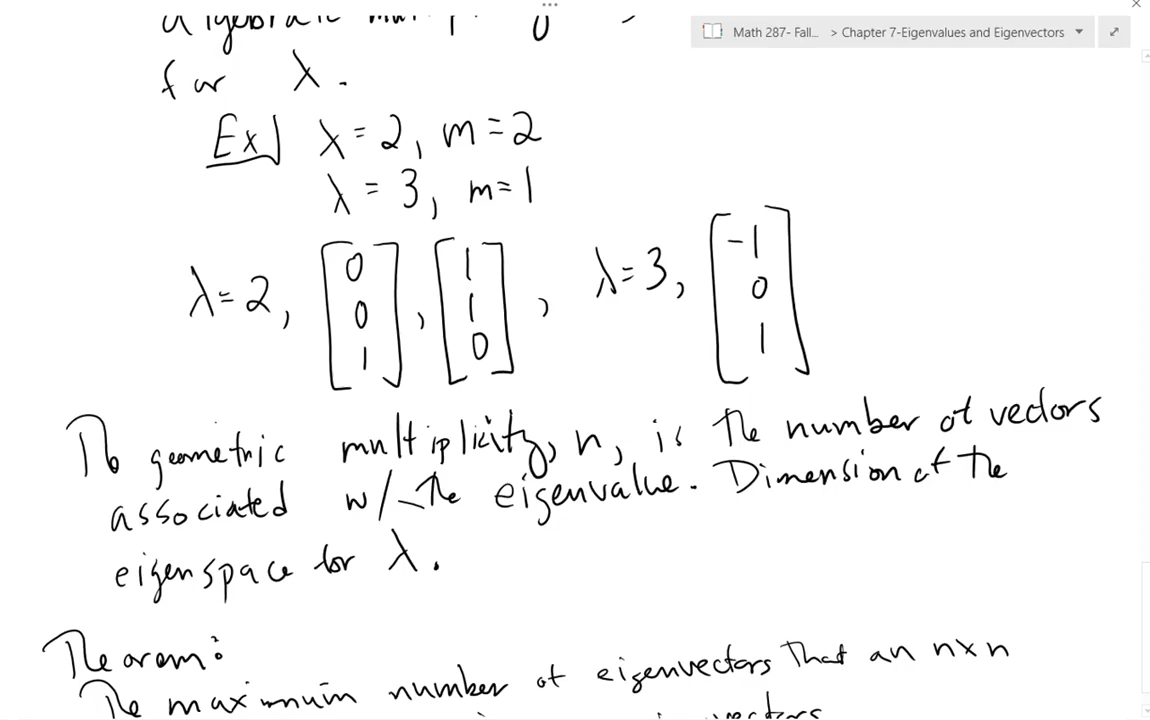 Math 287- Fall... > Chapter 7-Eigenvalues and Eigenvectors
algebraic
for λ.
Ex] λ=2, m=2
λ=3, m=1
λ=2, [0 0 1], [1 1 0], λ=3, [-1 0 1]
The geometric multiplicity, n, is the number of vectors
associated w/ the eigenvalue. Dimension of the
eigenspace for λ.
Theorem:
The maximum number of eigenvectors that an n×n